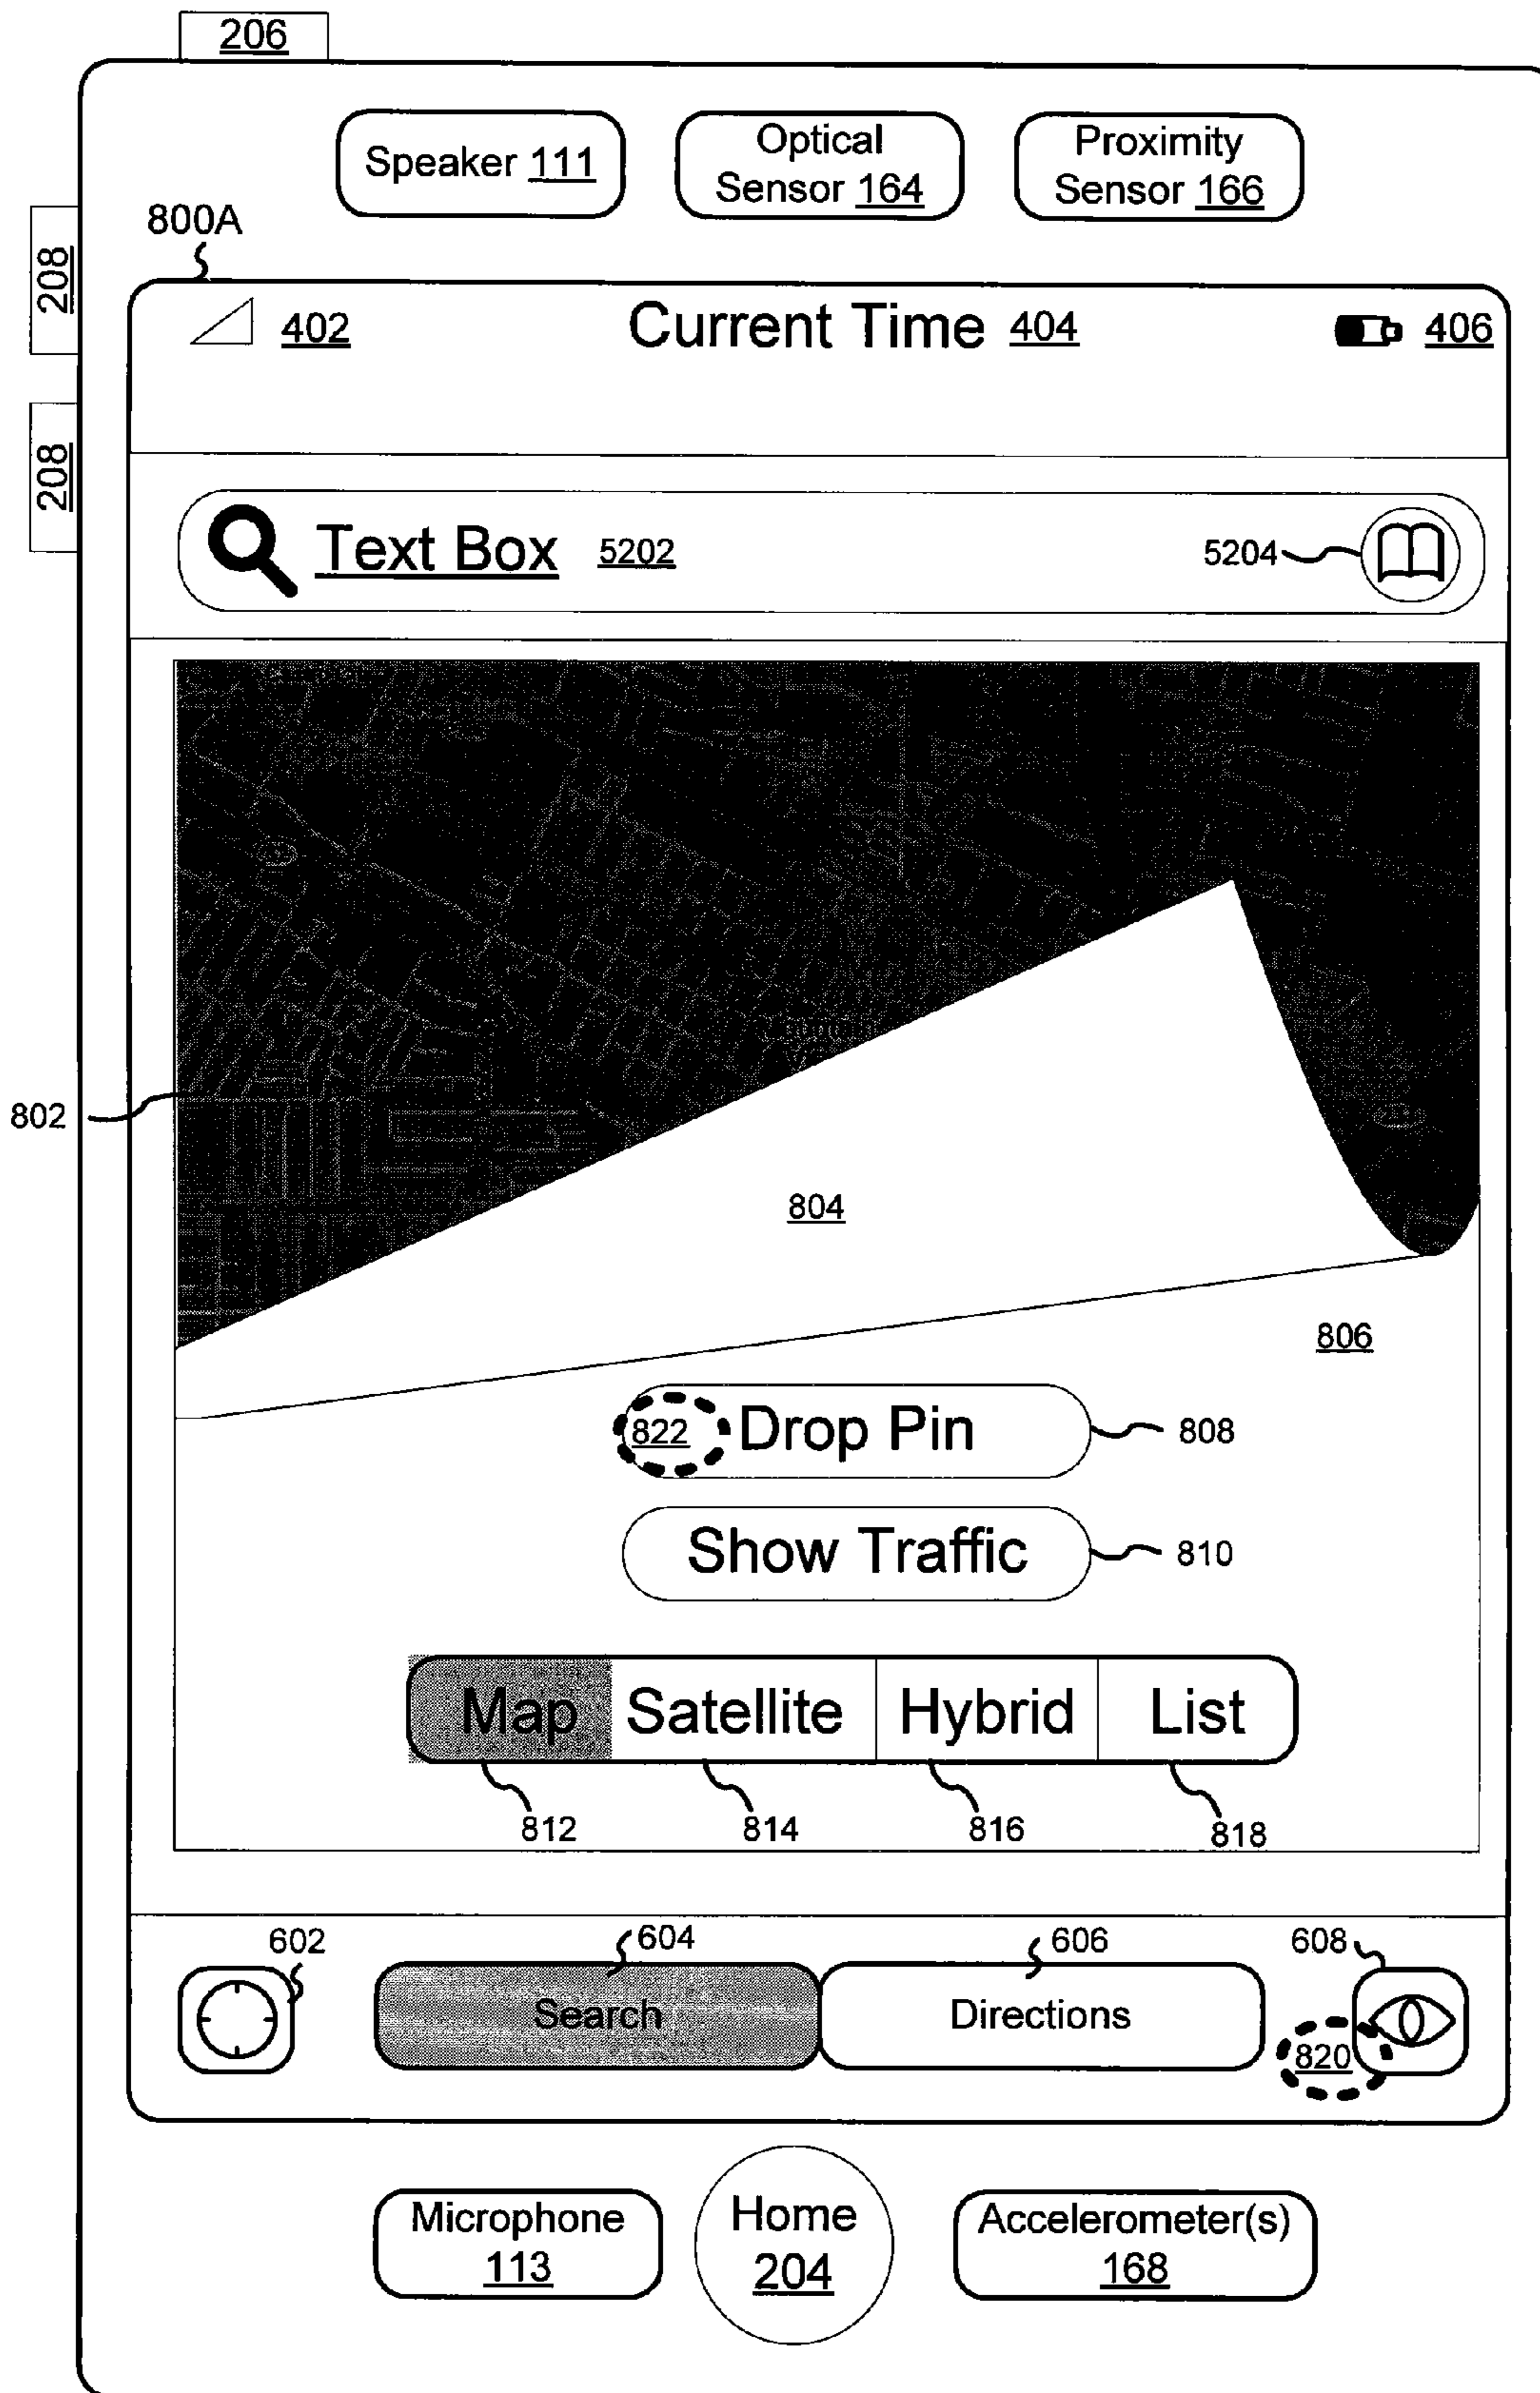 206
Speaker 111
Optical
Sensor 164
Proximity
Sensor 166
800A
208
402
Current Time 404
406
208
Text Box 5202
5204
802
804
806
822 Drop Pin
808
Show Traffic
810
Map Satellite Hybrid List
812 814 816 818
602
604
606
608
Search
Directions
820
Microphone
113
Home
204
Accelerometer(s)
168